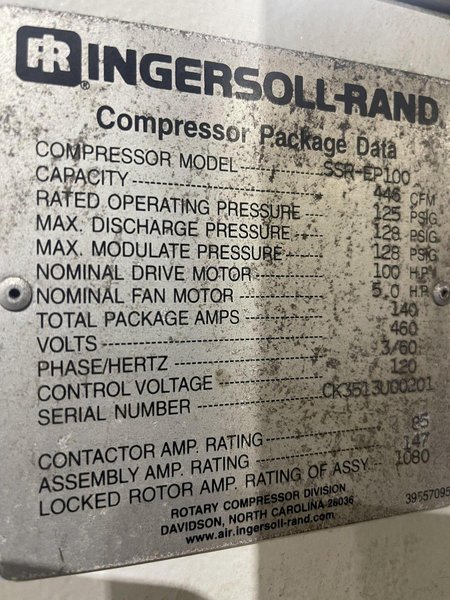 IR INGERSOLL-RAND
®
Compressor Package Data
COMPRESSOR MODEL SSR-EP100
CAPACITY 446 CFM
RATED OPERATING PRESSURE 125 PSIG
MAX. DISCHARGE PRESSURE 128 PSIG
MAX. MODULATE PRESSURE 128 PSIG
NOMINAL DRIVE MOTOR 100 H.P.
NOMINAL FAN MOTOR 5.0 H.P.
TOTAL PACKAGE AMPS 140
VOLTS 460
PHASE/HERTZ 3/60
CONTROL VOLTAGE 120
SERIAL NUMBER CK3513U00201
CONTACTOR AMP. RATING 85
ASSEMBLY AMP. RATING 147
LOCKED ROTOR AMP. RATING OF ASSY. 1080
ROTARY COMPRESSOR DIVISION
DAVIDSON, NORTH CAROLINA 28036
www.air.ingersoll-rand.com
39557095